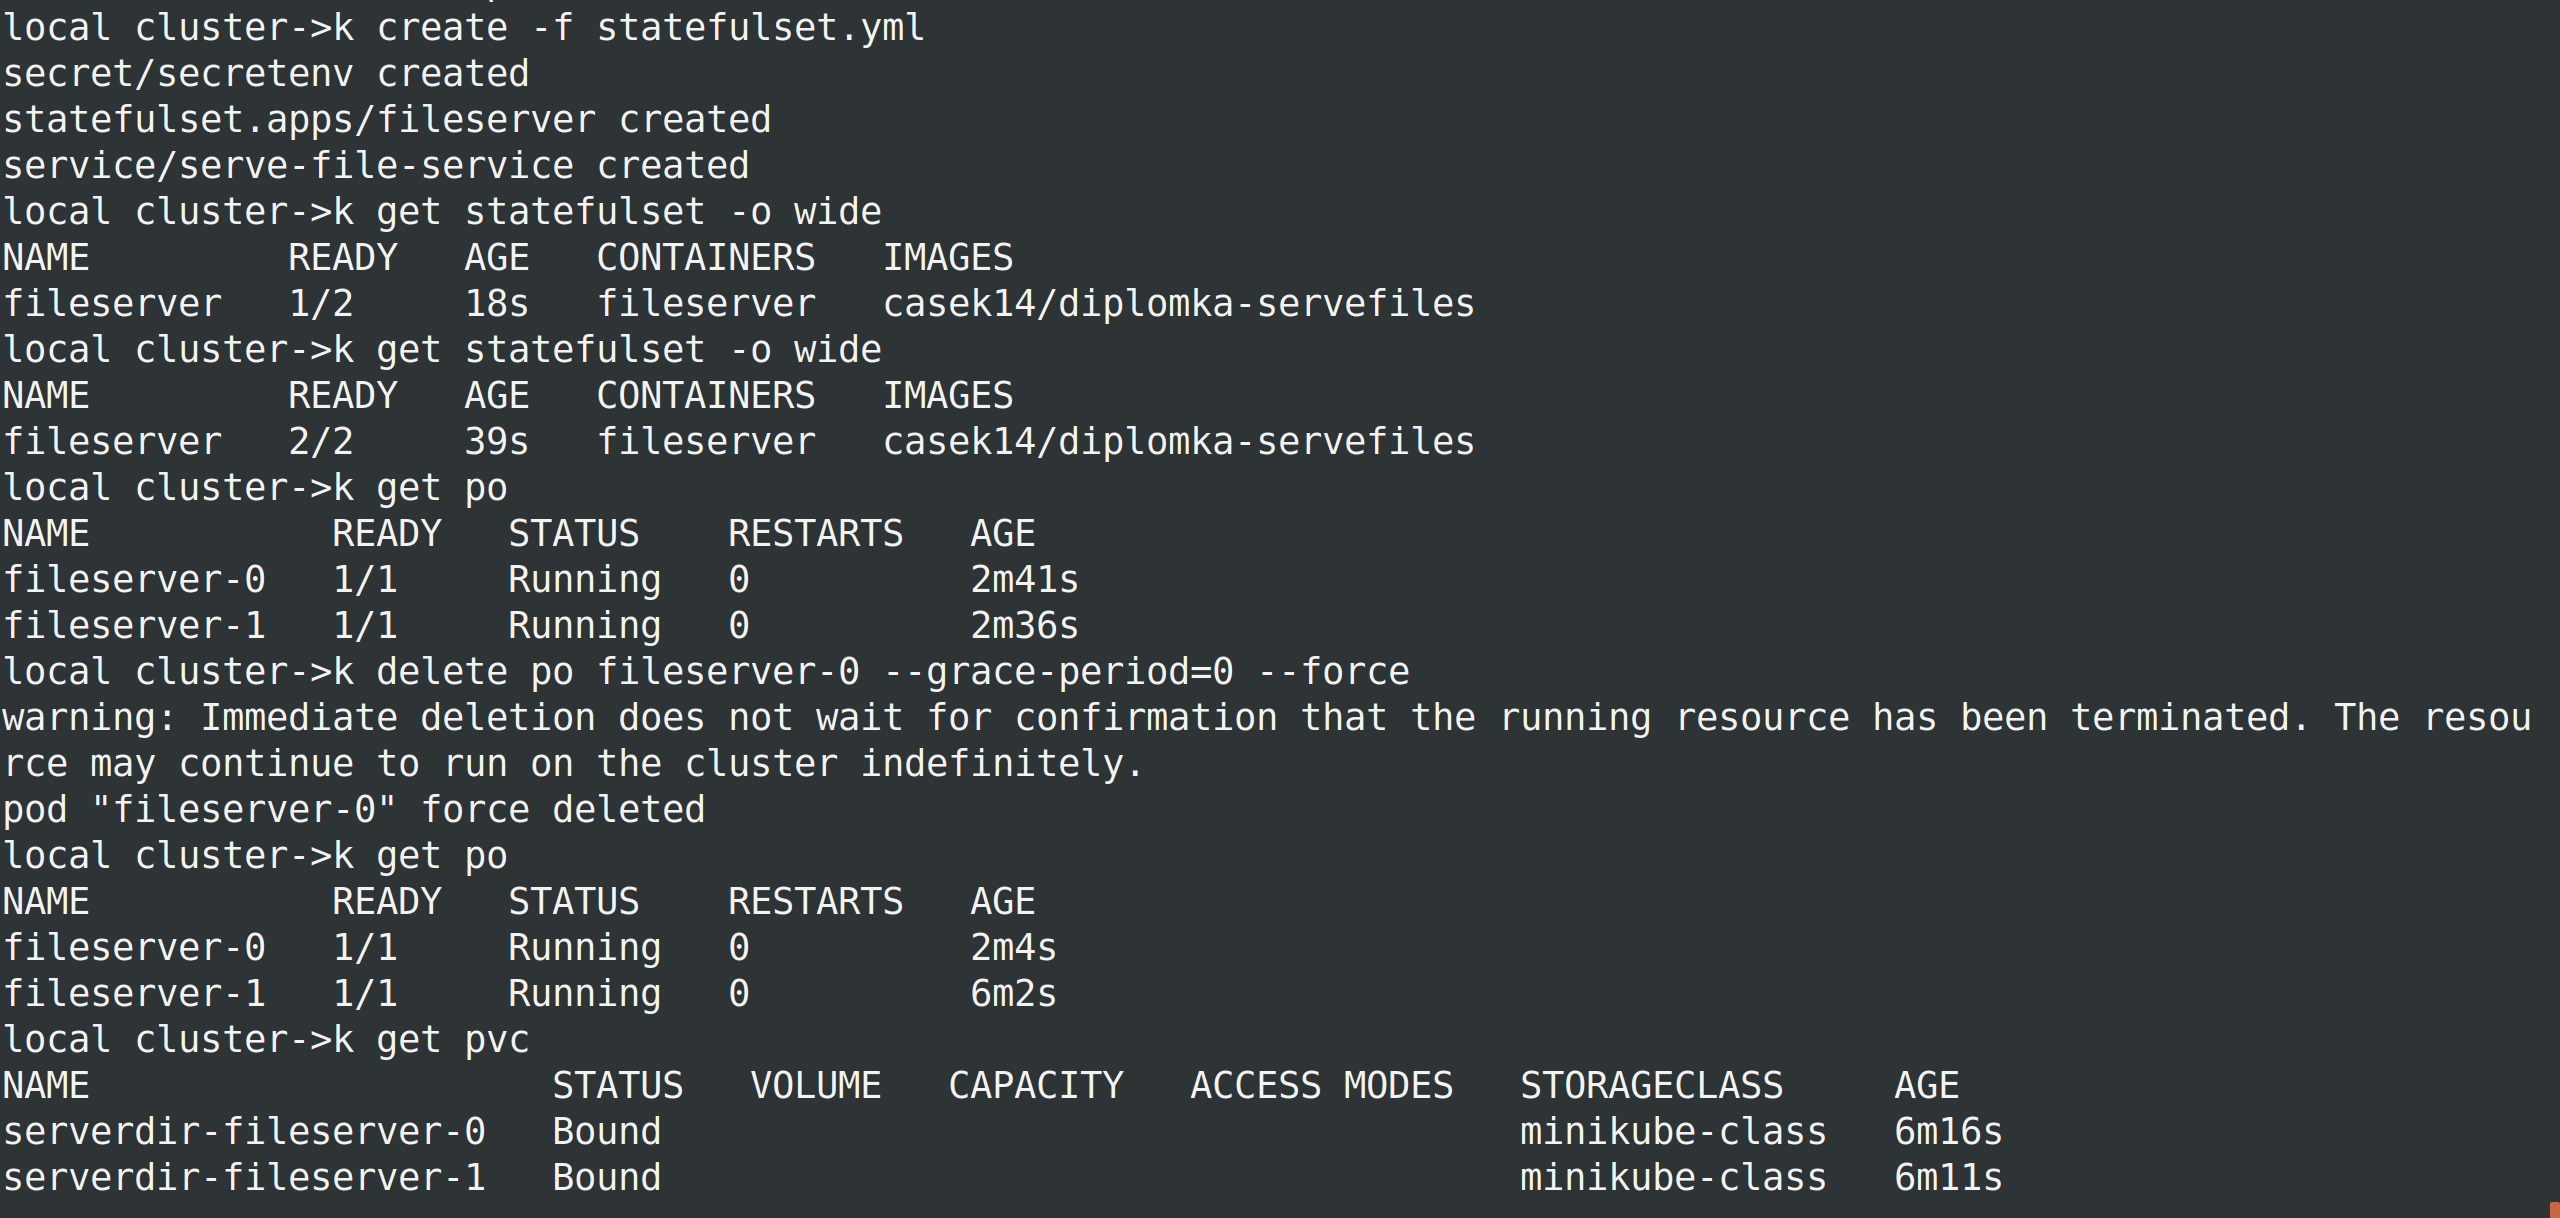 local cluster->k create -f statefulset.yml
secret/secretenv created
statefulset.apps/fileserver created
service/serve-file-service created
local cluster->k get statefulset -o wide
NAME         READY   AGE   CONTAINERS   IMAGES
fileserver   1/2     18s   fileserver   casek14/diplomka-servefiles
local cluster->k get statefulset -o wide
NAME         READY   AGE   CONTAINERS   IMAGES
fileserver   2/2     39s   fileserver   casek14/diplomka-servefiles
local cluster->k get po
NAME           READY   STATUS    RESTARTS   AGE
fileserver-0   1/1     Running   0          2m41s
fileserver-1   1/1     Running   0          2m36s
local cluster->k delete po fileserver-0 --grace-period=0 --force
warning: Immediate deletion does not wait for confirmation that the running resource has been terminated. The resou
rce may continue to run on the cluster indefinitely.
pod "fileserver-0" force deleted
local cluster->k get po
NAME           READY   STATUS    RESTARTS   AGE
fileserver-0   1/1     Running   0          2m4s
fileserver-1   1/1     Running   0          6m2s
local cluster->k get pvc
NAME                     STATUS   VOLUME   CAPACITY   ACCESS MODES   STORAGECLASS     AGE
serverdir-fileserver-0   Bound                                       minikube-class   6m16s
serverdir-fileserver-1   Bound                                       minikube-class   6m11s